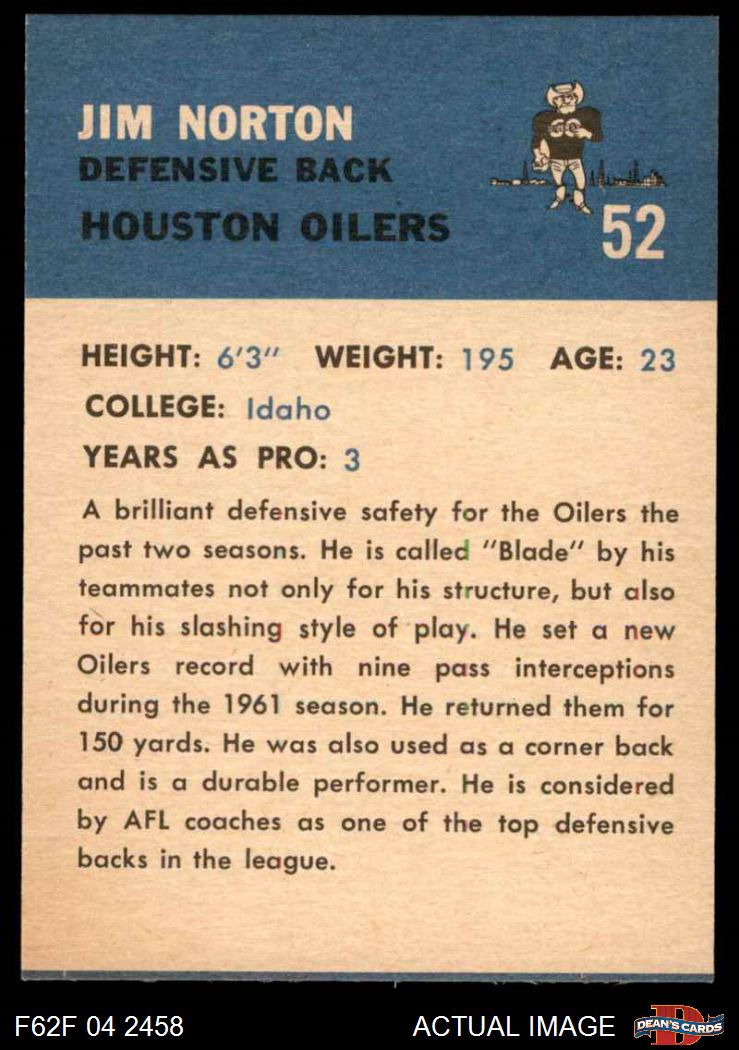 JIM NORTON
DEFENSIVE BACK
HOUSTON OILERS
52
HEIGHT: 6'3" WEIGHT: 195 AGE: 23
COLLEGE: Idaho
YEARS AS PRO: 3
A brilliant defensive safety for the Oilers the
past two seasons. He is called "Blade" by his
teammates not only for his structure, but also
for his slashing style of play. He set a new
Oilers record with nine pass interceptions
during the 1961 season. He returned them for
150 yards. He was also used as a corner back
and is a durable performer. He is considered
by AFL coaches as one of the top defensive
backs in the league.
F62F 04 2458 ACTUAL IMAGE
D
DEAN'S CARDS